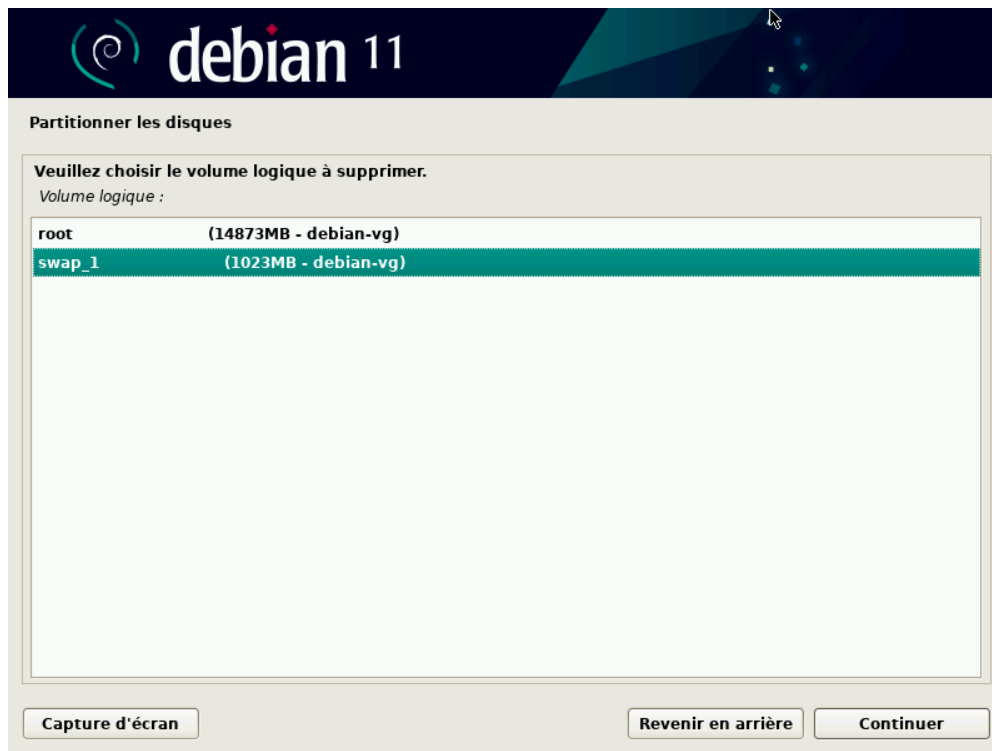 debian 11
Partitionner les disques
Veuillez choisir le volume logique à supprimer.
Volume logique :
root (14873MB - debian-vg)
swap_1 (1023MB - debian-vg)
Capture d'écran Revenir en arrière Continuer